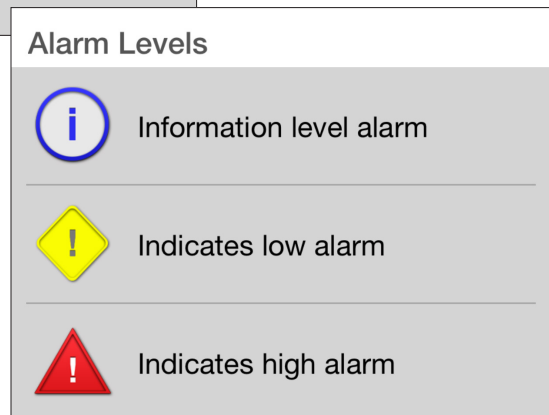 Alarm Levels
i
Information level alarm
!
Indicates low alarm
!
Indicates high alarm